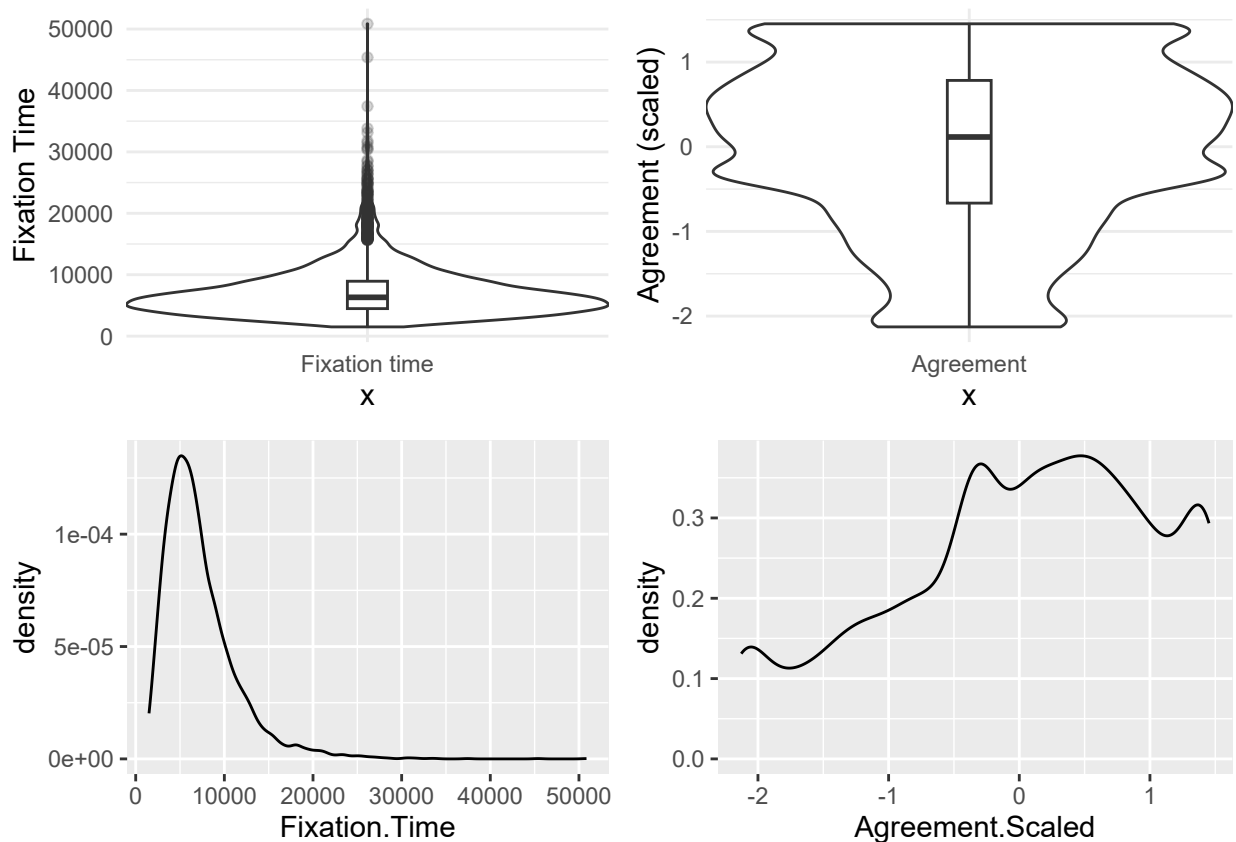 Fixation Time
50000
40000
30000
20000
10000
0
Fixation time
x
Agreement (scaled)
1
0
-1
-2
Agreement
x
density
1e-04
5e-05
0e+00
0 10000 20000 30000 40000 50000
Fixation.Time
density
0.3
0.2
0.1
0.0
-2 -1 0 1
Agreement.Scaled